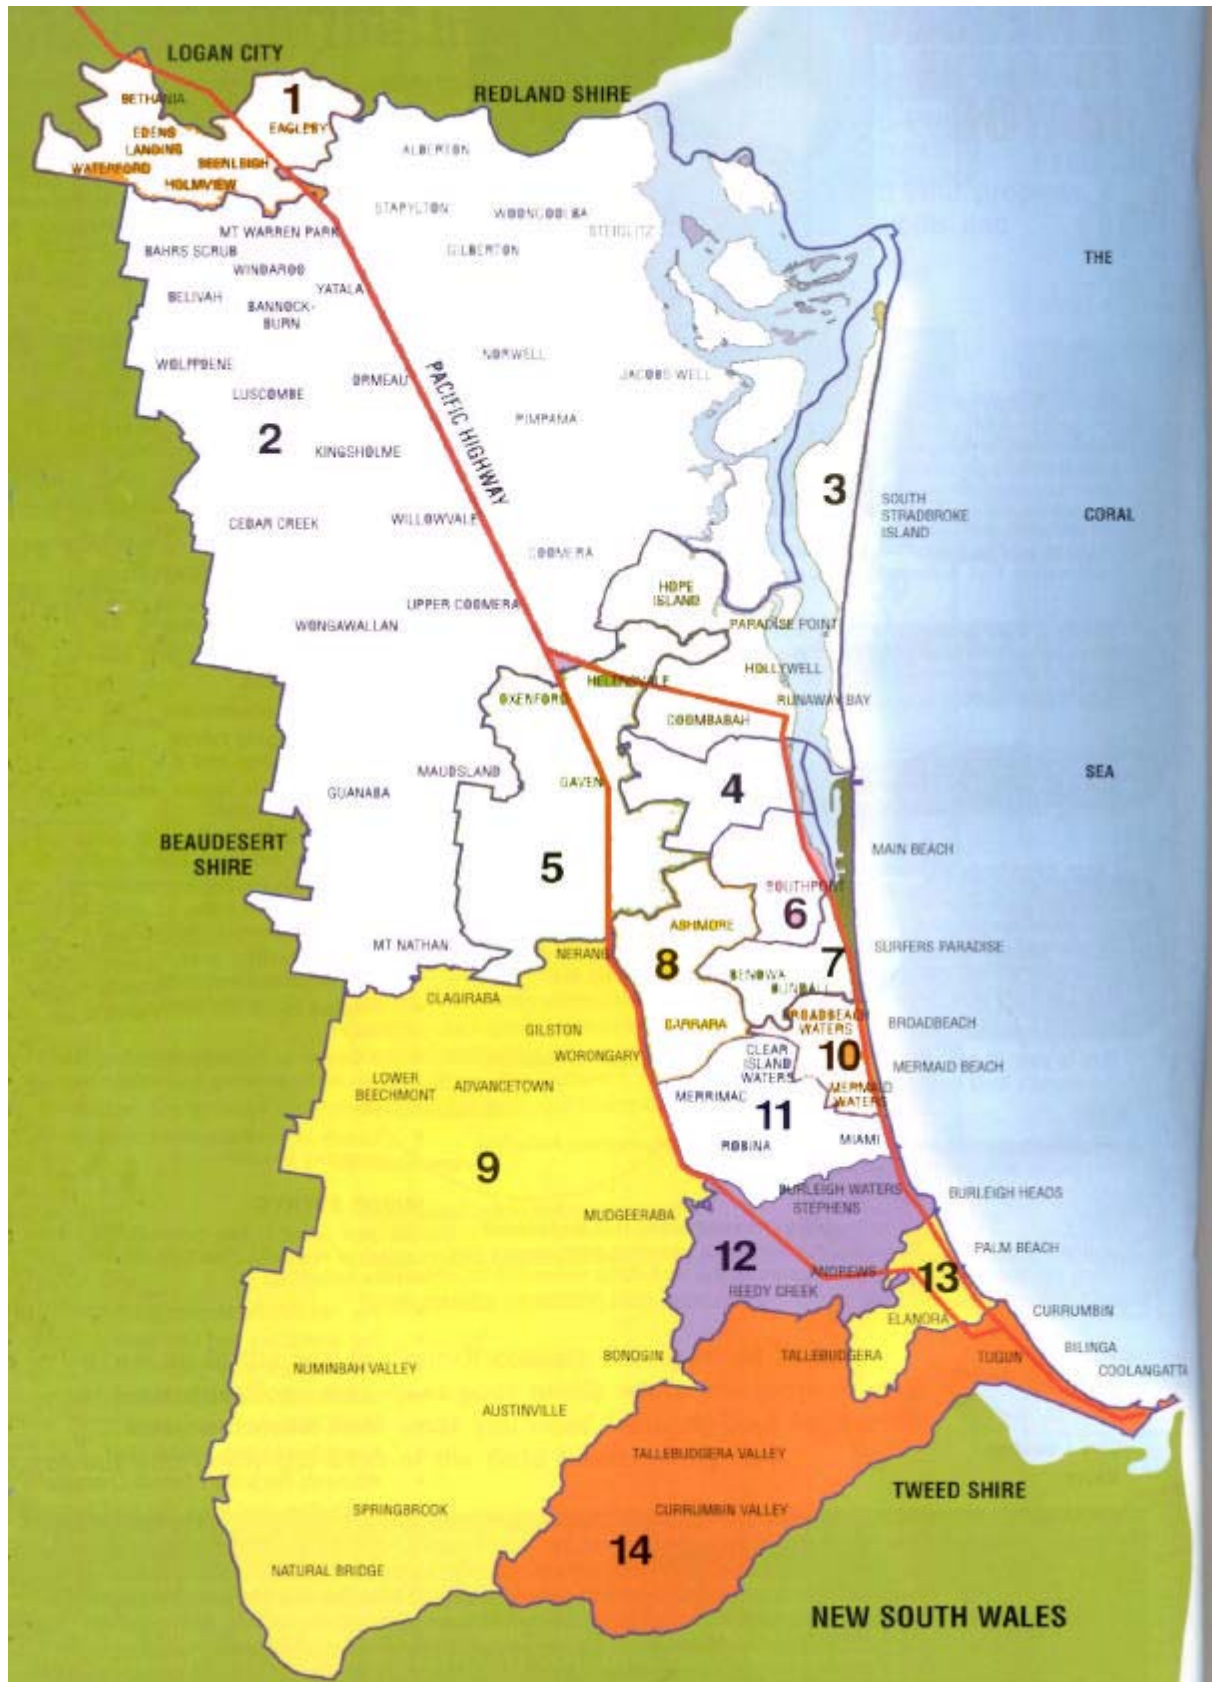 LOGAN CITY
REDLAND SHIRE
BETHANIA
1
EAGLEBY
EDENS
LANDING
WATERFORD
BEENLEIGH
HOLMVIEW
ALBERTON
STAPYLTON
WOONGOOLBA
STEIGLITZ
MT WARREN PARK
BAHRS SCRUB
GILBERTON
WINDAROO
THE
BELIVAH
YATALA
BANNOCK-
BURN
WOLFFDENE
NORWELL
JACOBS WELL
ORMEAU
LUSCOMBE
PACIFIC HIGHWAY
PIMPAMA
2
KINGSHOLME
3
SOUTH
STRADBROKE
ISLAND
CORAL
CEDAR CREEK
WILLOWVALE
COOMERA
HOPE
ISLAND
UPPER COOMERA
WONGAWALLAN
PARADISE POINT
HOLLYWELL
HELENSVALE
OXENFORD
RUNAWAY BAY
COOMBABAH
MAUDSLAND
GAVEN
SEA
GUANABA
4
BEAUDESERT
SHIRE
MAIN BEACH
5
SOUTHPORT
6
ASHMORE
MT NATHAN
NERANG
SURFERS PARADISE
8
7
BENOWA
BUNDALL
CLAGIRABA
GILSTON
CARRARA
BROADBEACH
WATERS
BROADBEACH
WORONGARY
CLEAR
ISLAND
WATERS
10
MERMAID BEACH
LOWER
BEECHMONT
ADVANCETOWN
MERRIMAC
MERMAID
WATERS
11
ROBINA
MIAMI
9
BURLEIGH WATERS
STEPHENS
BURLEIGH HEADS
MUDGEERABA
12
PALM BEACH
ANDREWS
13
REEDY CREEK
ELANORA
CURRUMBIN
BONOGIN
TALLEBUDGERA
TUGUN
BILINGA
COOLANGATTA
NUMINBAH VALLEY
AUSTINVILLE
TALLEBUDGERA VALLEY
TWEED SHIRE
SPRINGBROOK
CURRUMBIN VALLEY
14
NATURAL BRIDGE
NEW SOUTH WALES